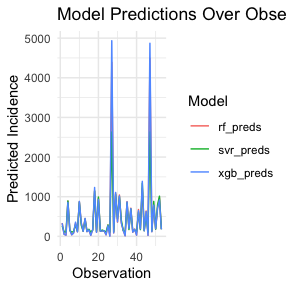 Model Predictions Over Obse
Predicted Incidence
5000
4000
3000
2000
1000
0
0
20
40
Observation
Model
rf_preds
svr_preds
xgb_preds